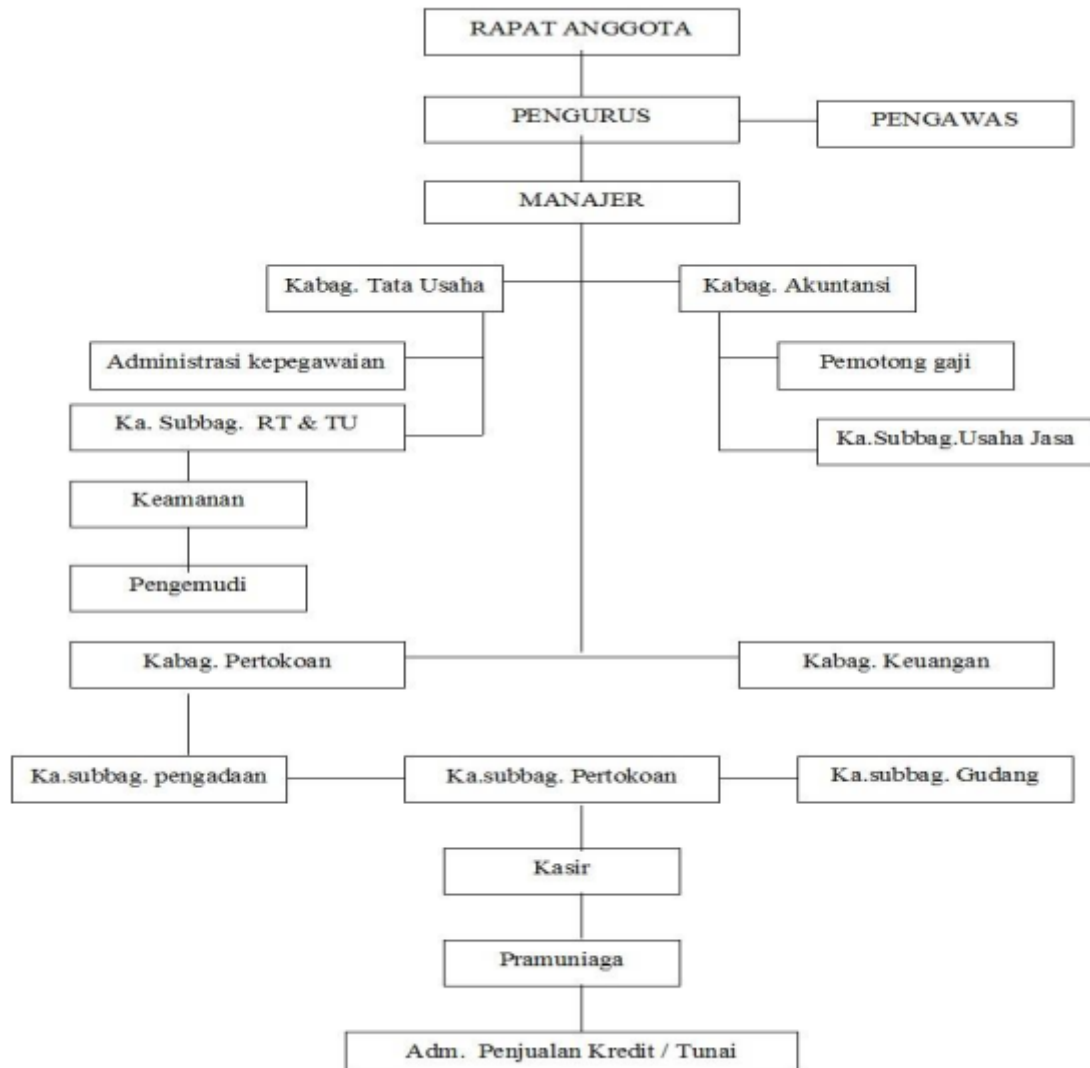 RAPAT ANGGOTA
PENGURUS
PENGAWAS
MANAJER
Kabag. Tata Usaha
Kabag. Akuntansi
Administrasi kepegawaian
Pemotong gaji
Ka. Subbag. RT & TU
Ka.Subbag.Usaha Jasa
Keamanan
Pengemudi
Kabag. Pertokoan
Kabag. Keuangan
Ka.subbag. pengadaan
Ka.subbag. Pertokoan
Ka.subbag. Gudang
Kasir
Pramuniaga
Adm. Penjualan Kredit / Tunai